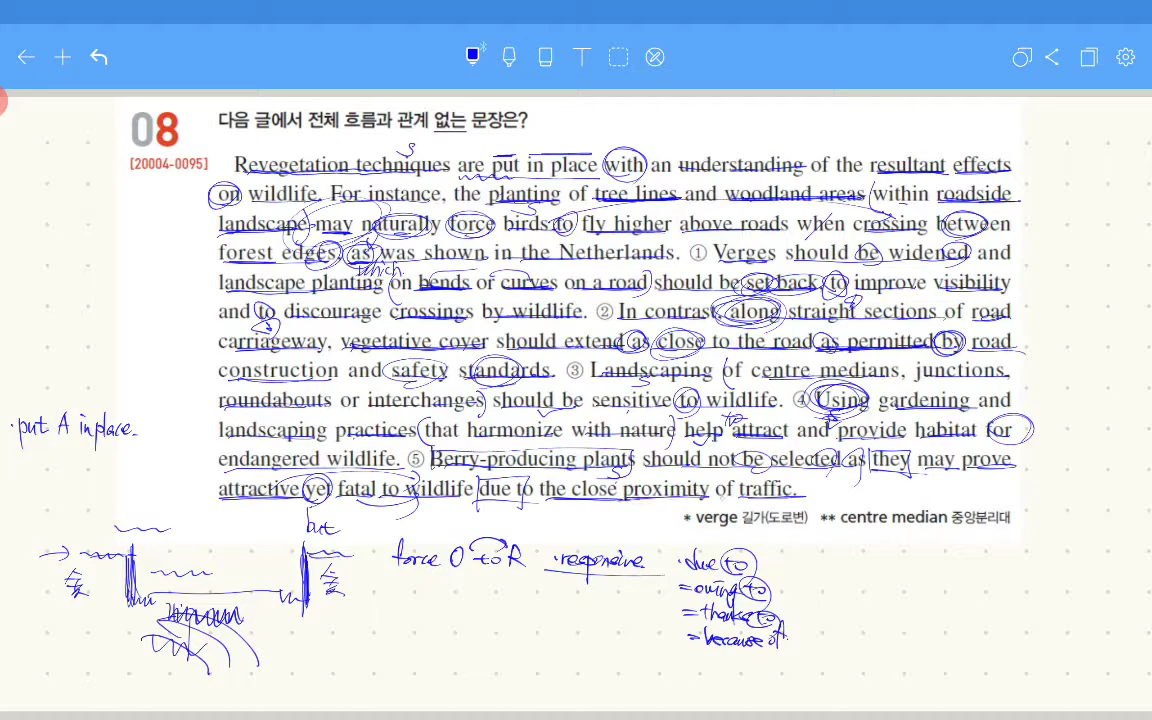 08 다음 글에서 전체 흐름과 관계 없는 문장은?
[20004-0095]
Revegetation techniques are put in place with an understanding of the resultant effects
on wildlife. For instance, the planting of tree lines and woodland areas within roadside
landscape may naturally force birds to fly higher above roads when crossing between
forest edges, as was shown in the Netherlands. ① Verges should be widened and
which
landscape planting on bends or curves on a road should be set back, to improve visibility
and to discourage crossings by wildlife. ② In contrast, along straight sections of road
carriageway, vegetative cover should extend as close to the road as permitted by road
construction and safety standards. ③ Landscaping of centre medians, junctions,
roundabouts or interchanges should be sensitive to wildlife. ④ Using gardening and
·put A in place.
landscaping practices that harmonize with nature help attract and provide habitat for
to
endangered wildlife. ⑤ Berry-producing plants should not be selected as they may prove
attractive yet fatal to wildlife due to the close proximity of traffic.
* verge 길가(도로변) ** centre median 중앙분리대
but
force O to R ·responsive ·due to
= owing to
= thanks to
= because of